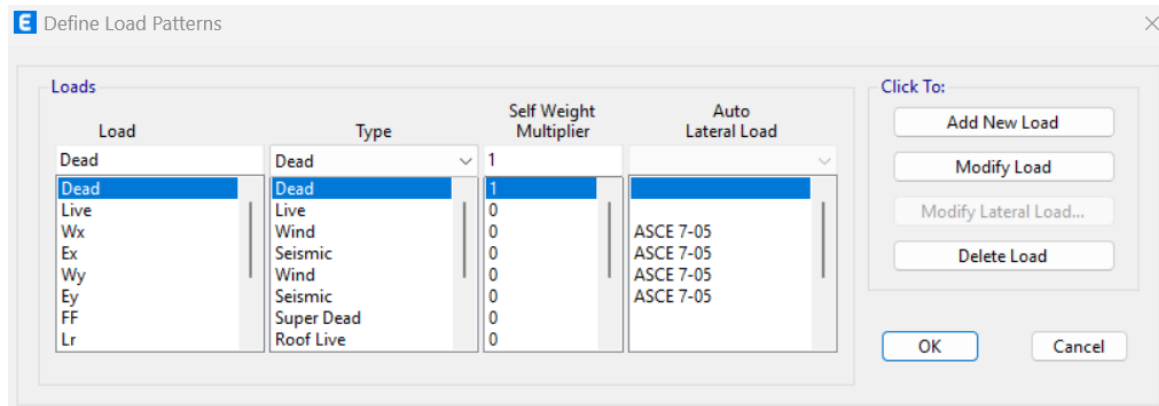 E Define Load Patterns
Loads
Load Type Self Weight Multiplier Auto Lateral Load
Dead Dead 1
Dead Dead 1
Live Live 0
Wx Wind 0 ASCE 7-05
Ex Seismic 0 ASCE 7-05
Wy Wind 0 ASCE 7-05
Ey Seismic 0 ASCE 7-05
FF Super Dead 0
Lr Roof Live 0
Click To:
Add New Load
Modify Load
Modify Lateral Load...
Delete Load
OK Cancel